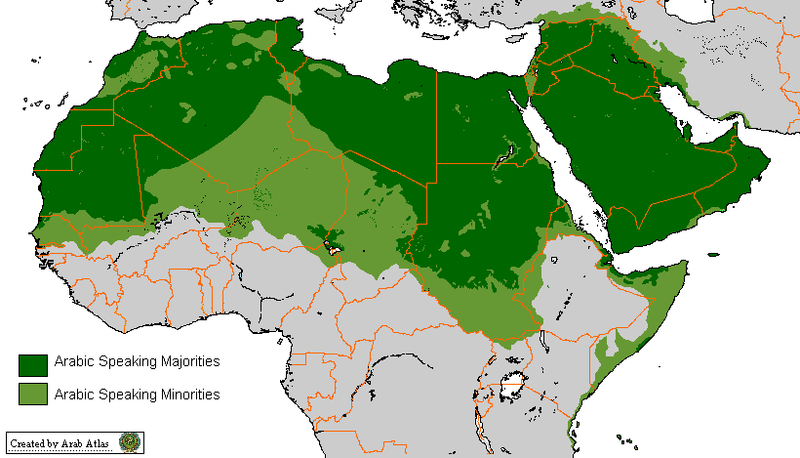 Arabic Speaking Majorities
Arabic Speaking Minorities
Created by Arab Atlas